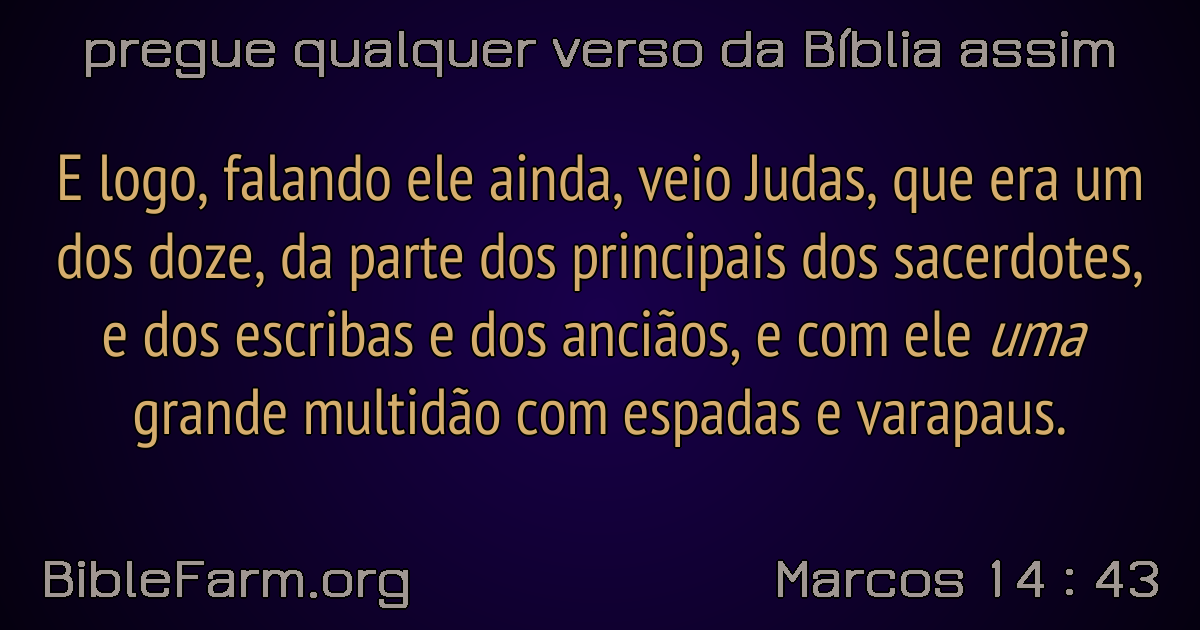 pregue qualquer verso da Bíblia assim
E logo, falando ele ainda, veio Judas, que era um
dos doze, da parte dos principais dos sacerdotes,
e dos escribas e dos anciãos, e com ele uma
grande multidão com espadas e varapaus.
BibleFarm.org
Marcos 14 : 43